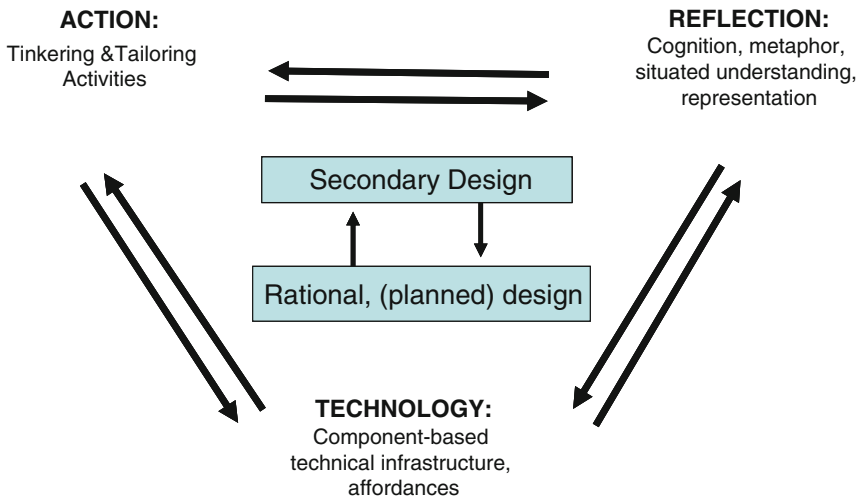 ACTION:
Tinkering &Tailoring
Activities
REFLECTION:
Cognition, metaphor,
situated understanding,
representation
Secondary Design
Rational, (planned) design
TECHNOLOGY:
Component-based
technical infrastructure,
affordances